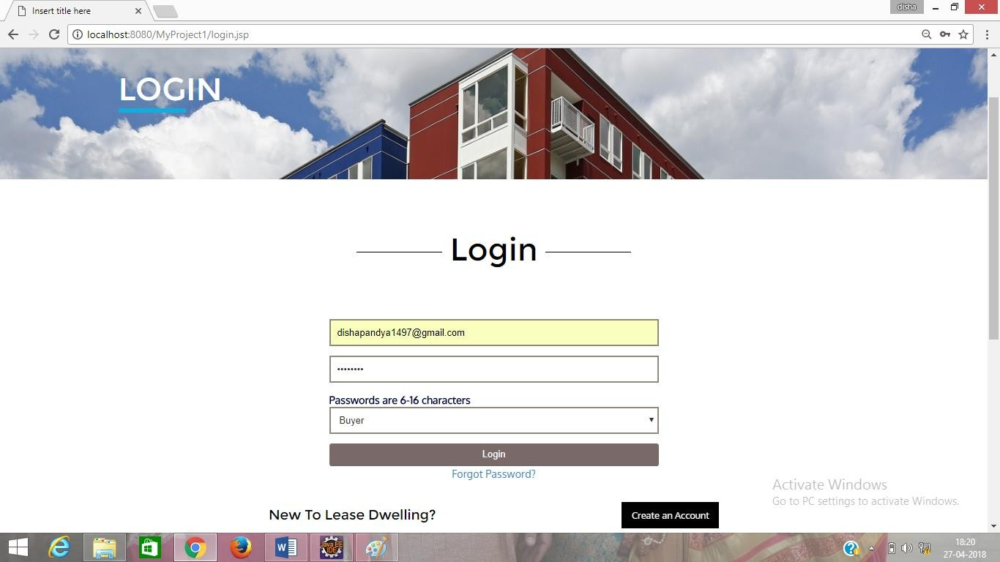 Insert title here
disha
localhost:8080/MyProject1/login.jsp
LOGIN
Login
dishapandya1497@gmail.com
••••••••
Passwords are 6-16 characters
Buyer
Login
Forgot Password?
Activate Windows
Go to PC settings to activate Windows.
New To Lease Dwelling?
Create an Account
Java EE
IDE
18:20
27-04-2018